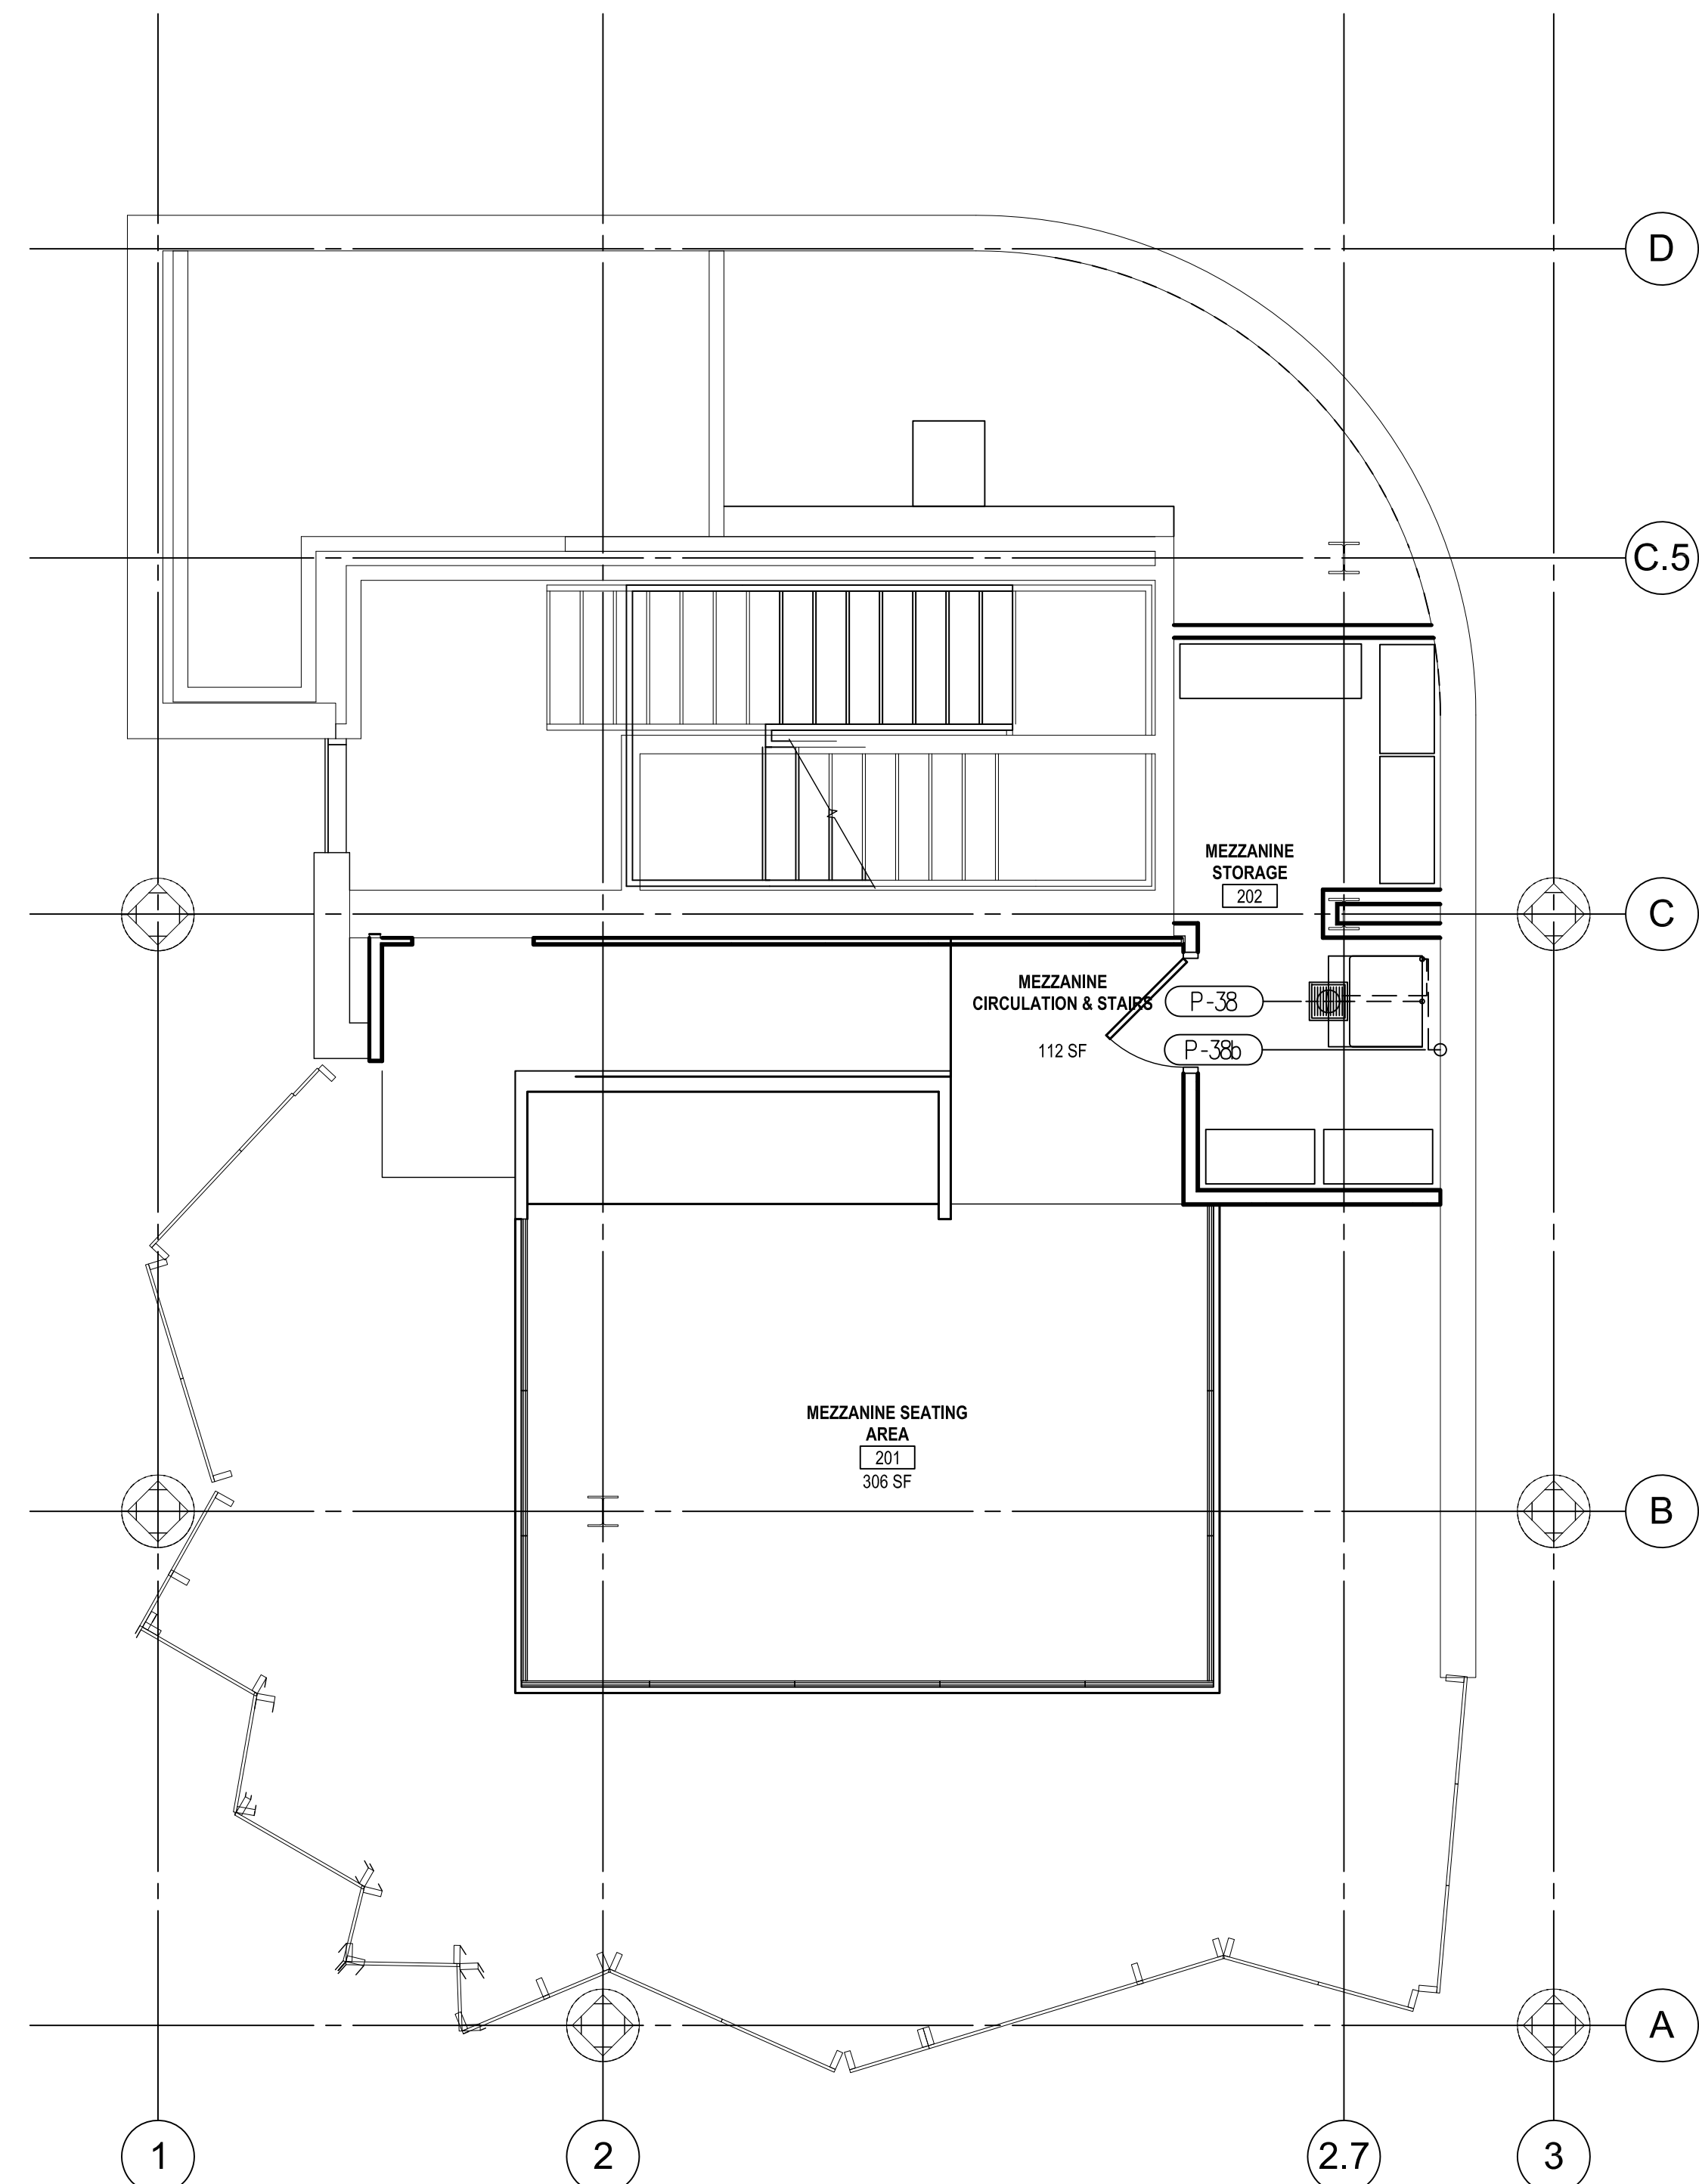 D
C.5
MEZZANINE
STORAGE
202
C
MEZZANINE
CIRCULATION & STAIRS
112 SF
P-38
P-38b
MEZZANINE SEATING
AREA
201
306 SF
B
A
1
2
2.7
3